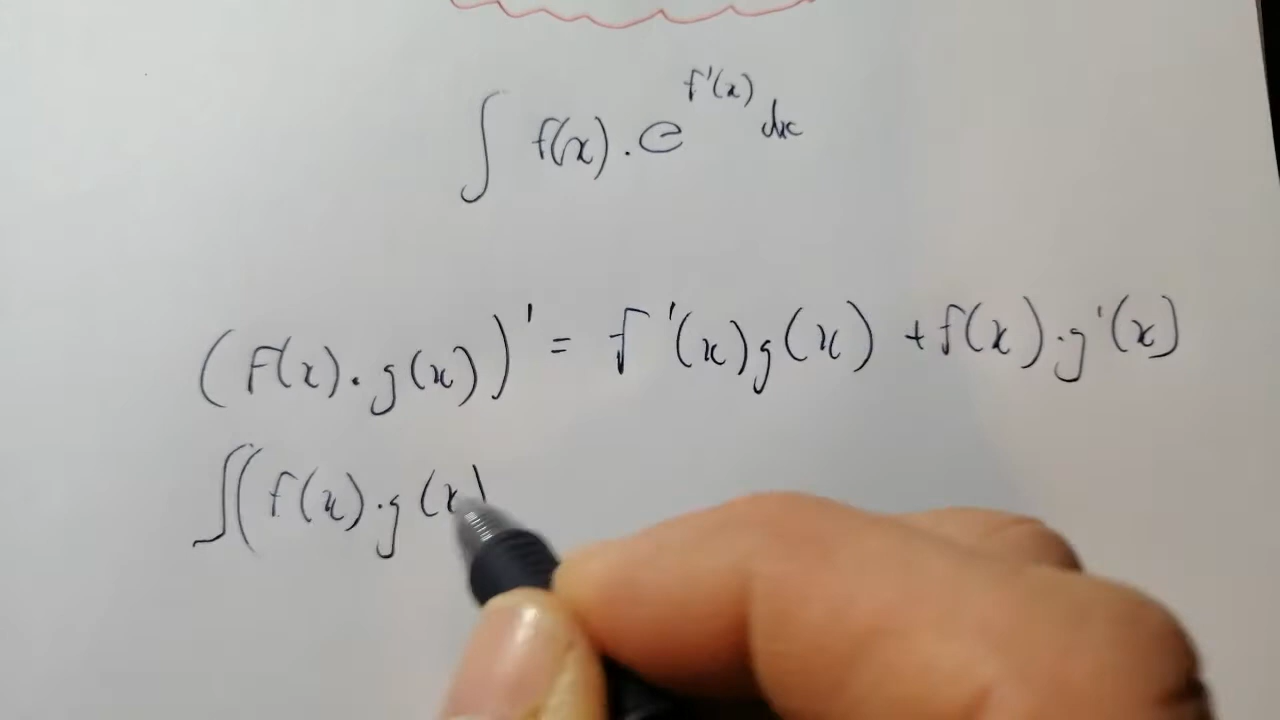 ∫ f(x) . e^{f'(x)} dx
(f(x) . g(x))' = f'(x)g(x) + f(x) . g'(x)
∫(f(x) . g(x)